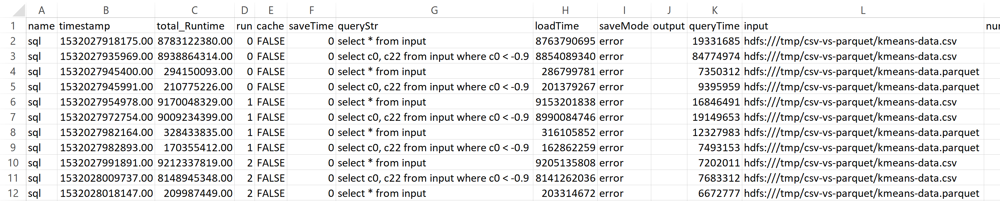 A B C D E F G H I J K L
1 name timestamp total_Runtime run cache saveTime queryStr loadTime saveMode output queryTime input
2 sql 1532027918175.00 8783122380.00 0 FALSE 0 select * from input 8763790695 error 19331685 hdfs:///tmp/csv-vs-parquet/kmeans-data.csv
3 sql 1532027935969.00 8938864314.00 0 FALSE 0 select c0, c22 from input where c0 < -0.9 8854089340 error 84774974 hdfs:///tmp/csv-vs-parquet/kmeans-data.csv
4 sql 1532027945400.00 294150093.00 0 FALSE 0 select * from input 286799781 error 7350312 hdfs:///tmp/csv-vs-parquet/kmeans-data.parquet
5 sql 1532027945991.00 210775226.00 0 FALSE 0 select c0, c22 from input where c0 < -0.9 201379267 error 9395959 hdfs:///tmp/csv-vs-parquet/kmeans-data.parquet
6 sql 1532027954978.00 9170048329.00 1 FALSE 0 select * from input 9153201838 error 16846491 hdfs:///tmp/csv-vs-parquet/kmeans-data.csv
7 sql 1532027972754.00 9009234399.00 1 FALSE 0 select c0, c22 from input where c0 < -0.9 8990084746 error 19149653 hdfs:///tmp/csv-vs-parquet/kmeans-data.csv
8 sql 1532027982164.00 328433835.00 1 FALSE 0 select * from input 316105852 error 12327983 hdfs:///tmp/csv-vs-parquet/kmeans-data.parquet
9 sql 1532027982893.00 170355412.00 1 FALSE 0 select c0, c22 from input where c0 < -0.9 162862259 error 7493153 hdfs:///tmp/csv-vs-parquet/kmeans-data.parquet
10 sql 1532027991891.00 9212337819.00 2 FALSE 0 select * from input 9205135808 error 7202011 hdfs:///tmp/csv-vs-parquet/kmeans-data.csv
11 sql 1532028009737.00 8148945348.00 2 FALSE 0 select c0, c22 from input where c0 < -0.9 8141262036 error 7683312 hdfs:///tmp/csv-vs-parquet/kmeans-data.csv
12 sql 1532028018147.00 209987449.00 2 FALSE 0 select * from input 203314672 error 6672777 hdfs:///tmp/csv-vs-parquet/kmeans-data.parquet